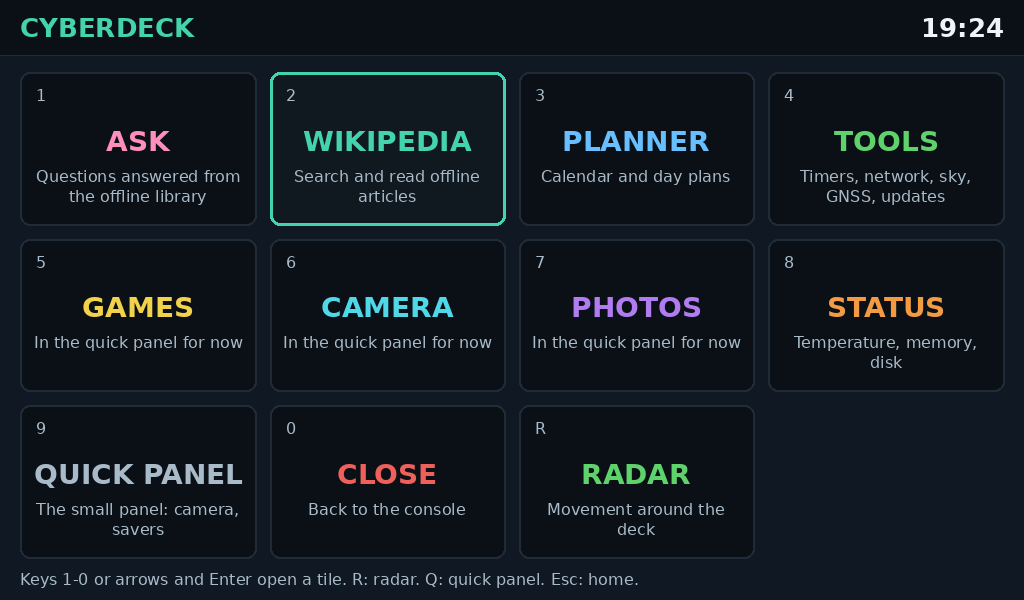 CYBERDECK
19:24
1
ASK
Questions answered from
the offline library
2
WIKIPEDIA
Search and read offline
articles
3
PLANNER
Calendar and day plans
4
TOOLS
Timers, network, sky,
GNSS, updates
5
GAMES
In the quick panel for now
6
CAMERA
In the quick panel for now
7
PHOTOS
In the quick panel for now
8
STATUS
Temperature, memory,
disk
9
QUICK PANEL
The small panel: camera,
savers
0
CLOSE
Back to the console
R
RADAR
Movement around the
deck
Keys 1-0 or arrows and Enter open a tile. R: radar. Q: quick panel. Esc: home.